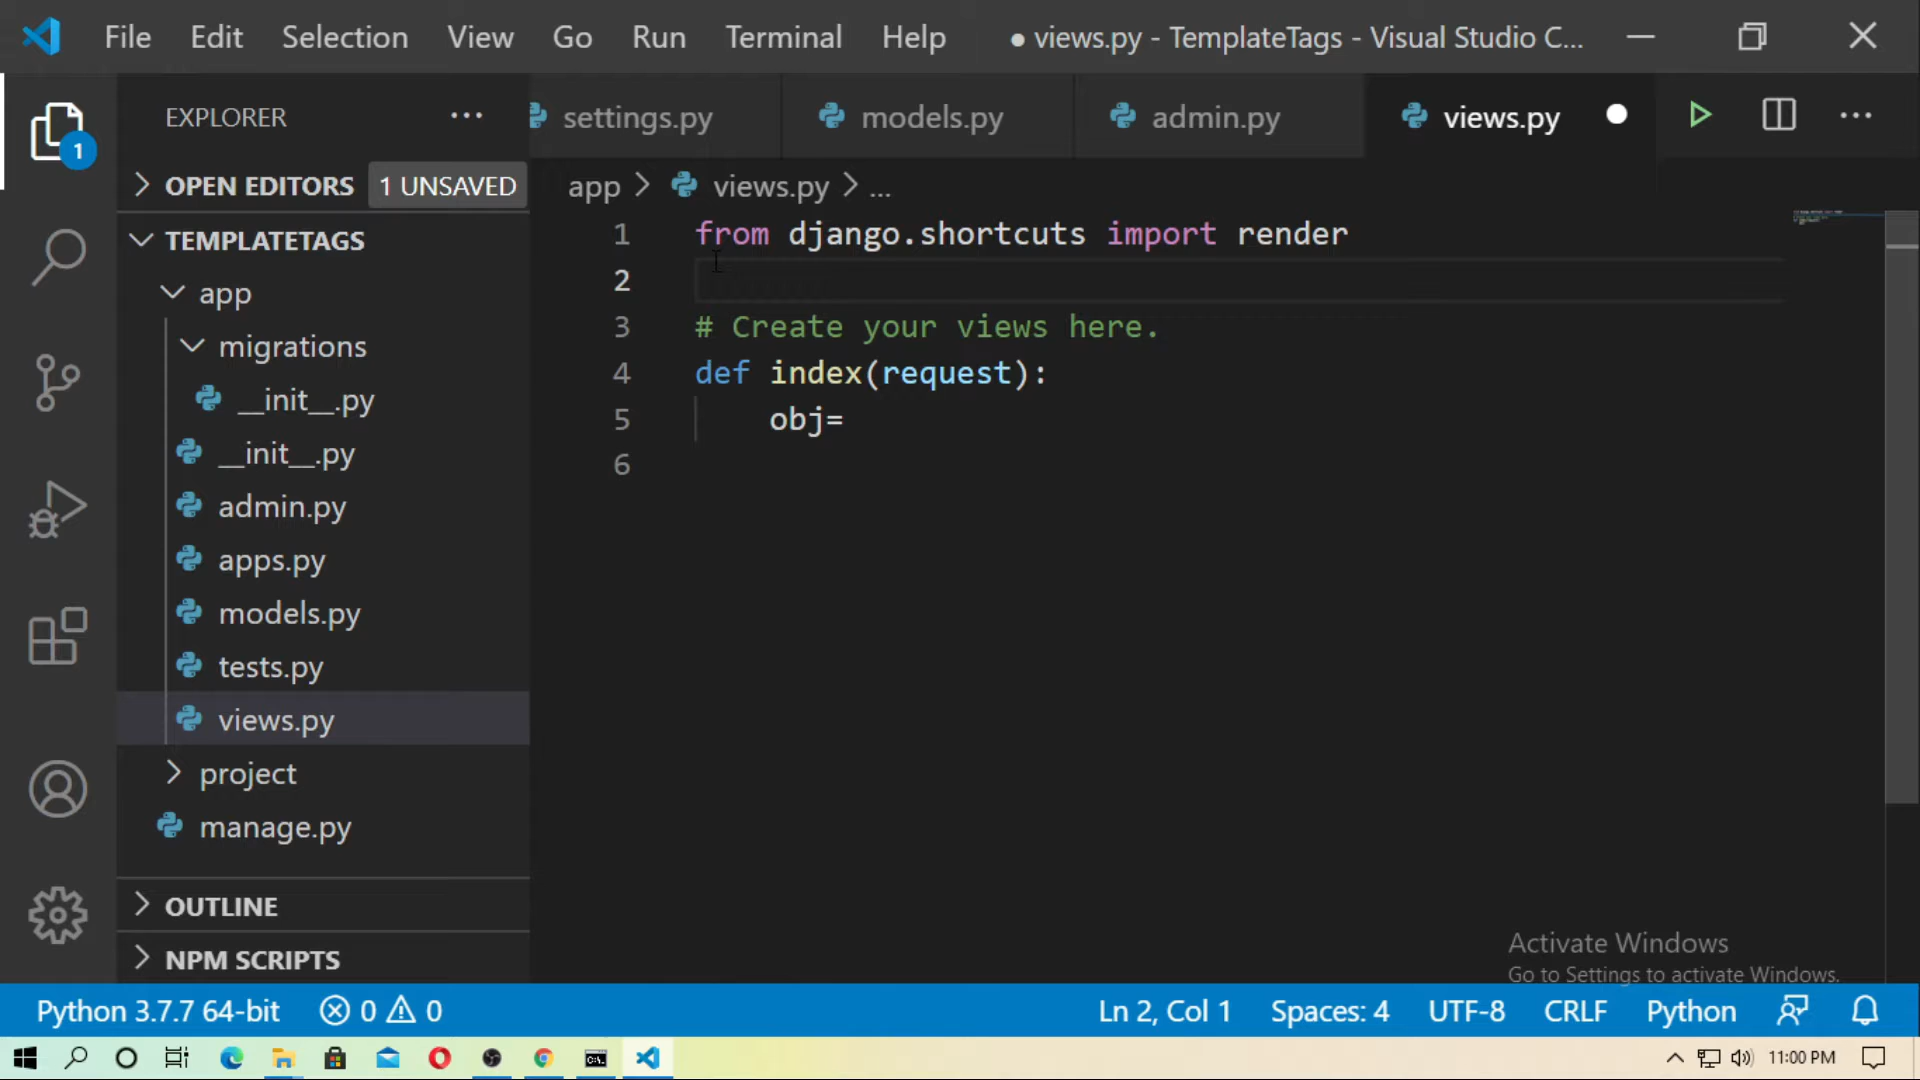 File Edit Selection View Go Run Terminal Help ● views.py - TemplateTags - Visual Studio C...
EXPLORER ...
settings.py models.py admin.py views.py ...
1
OPEN EDITORS 1 UNSAVED
app > views.py > ...
TEMPLATETAGS
app
migrations
__init__.py
__init__.py
admin.py
apps.py
models.py
tests.py
views.py
project
manage.py
OUTLINE
NPM SCRIPTS
1 from django.shortcuts import render
2
3 # Create your views here.
4 def index(request):
5 obj=
6
Activate Windows
Go to Settings to activate Windows.
Python 3.7.7 64-bit 0 0 Ln 2, Col 1 Spaces: 4 UTF-8 CRLF Python
11:00 PM